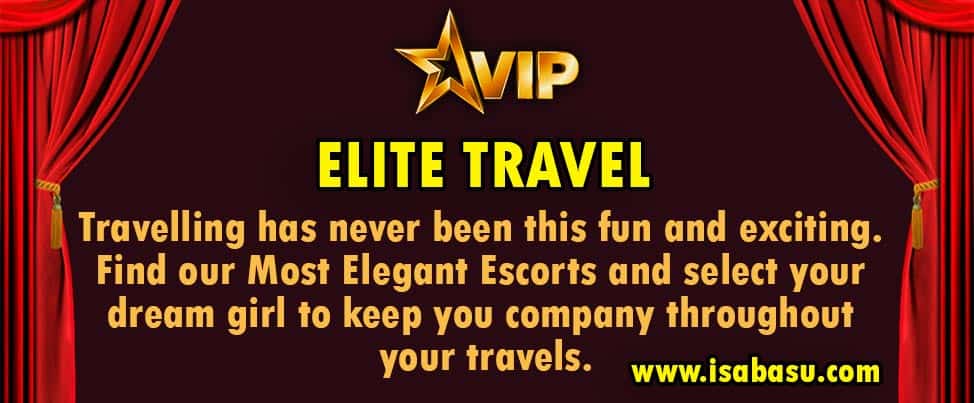 VIP
ELITE TRAVEL
Travelling has never been this fun and exciting.
Find our Most Elegant Escorts and select your
dream girl to keep you company throughout
your travels.
www.isabasu.com